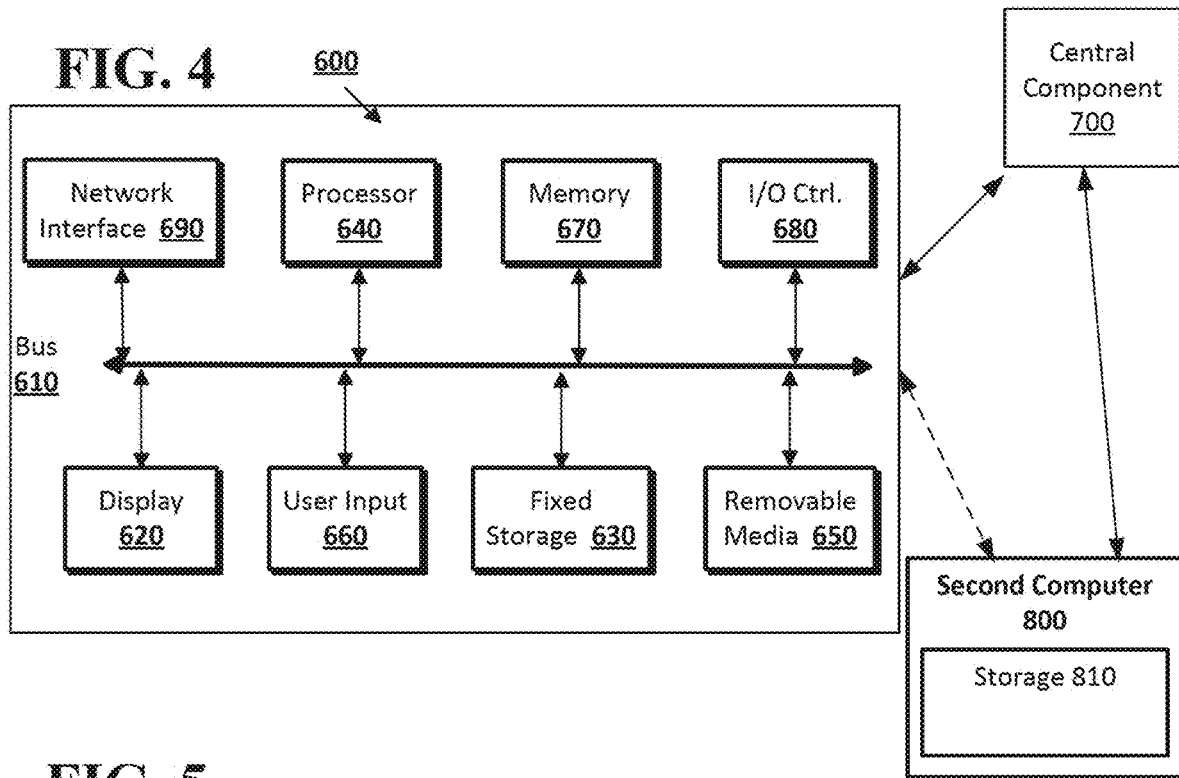 FIG. 4
600
Central
Component
700
Network
Interface 690
Processor
640
Memory
670
I/O Ctrl.
680
Bus
610
Display
620
User Input
660
Fixed
Storage 630
Removable
Media 650
Second Computer
800
Storage 810
FIG. 5